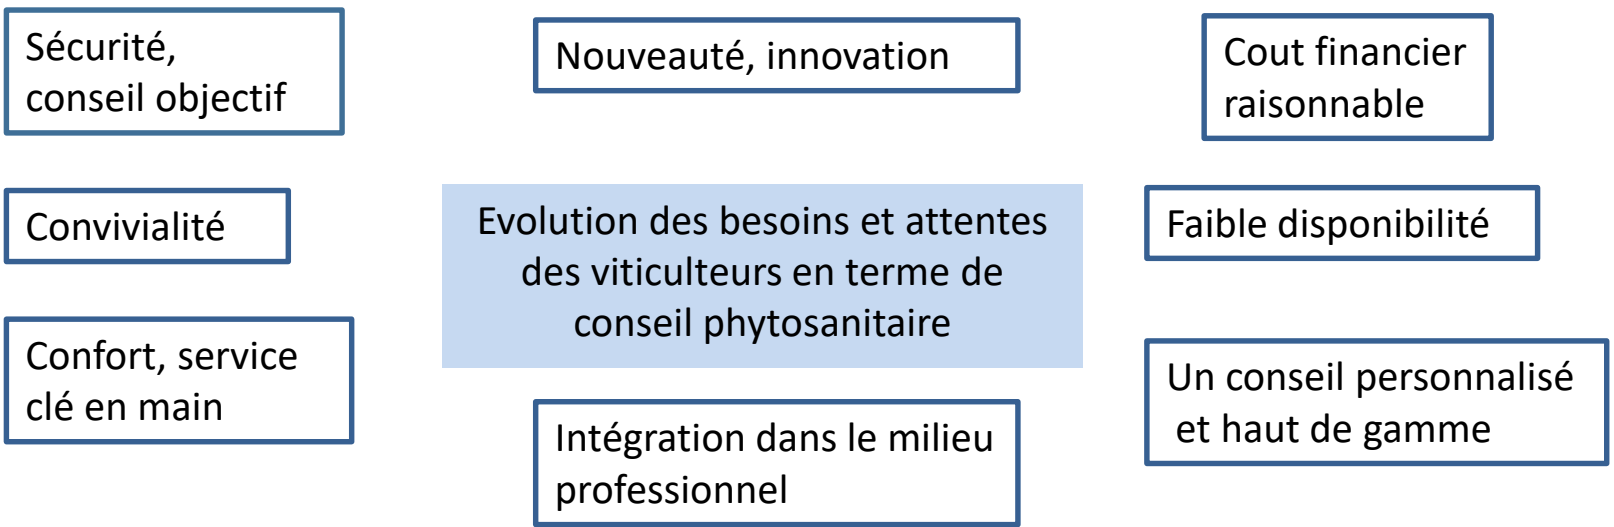 Sécurité,
conseil objectif
Nouveauté, innovation
Cout financier
raisonnable
Convivialité
Evolution des besoins et attentes
des viticulteurs en terme de
conseil phytosanitaire
Faible disponibilité
Confort, service
clé en main
Intégration dans le milieu
professionnel
Un conseil personnalisé
et haut de gamme